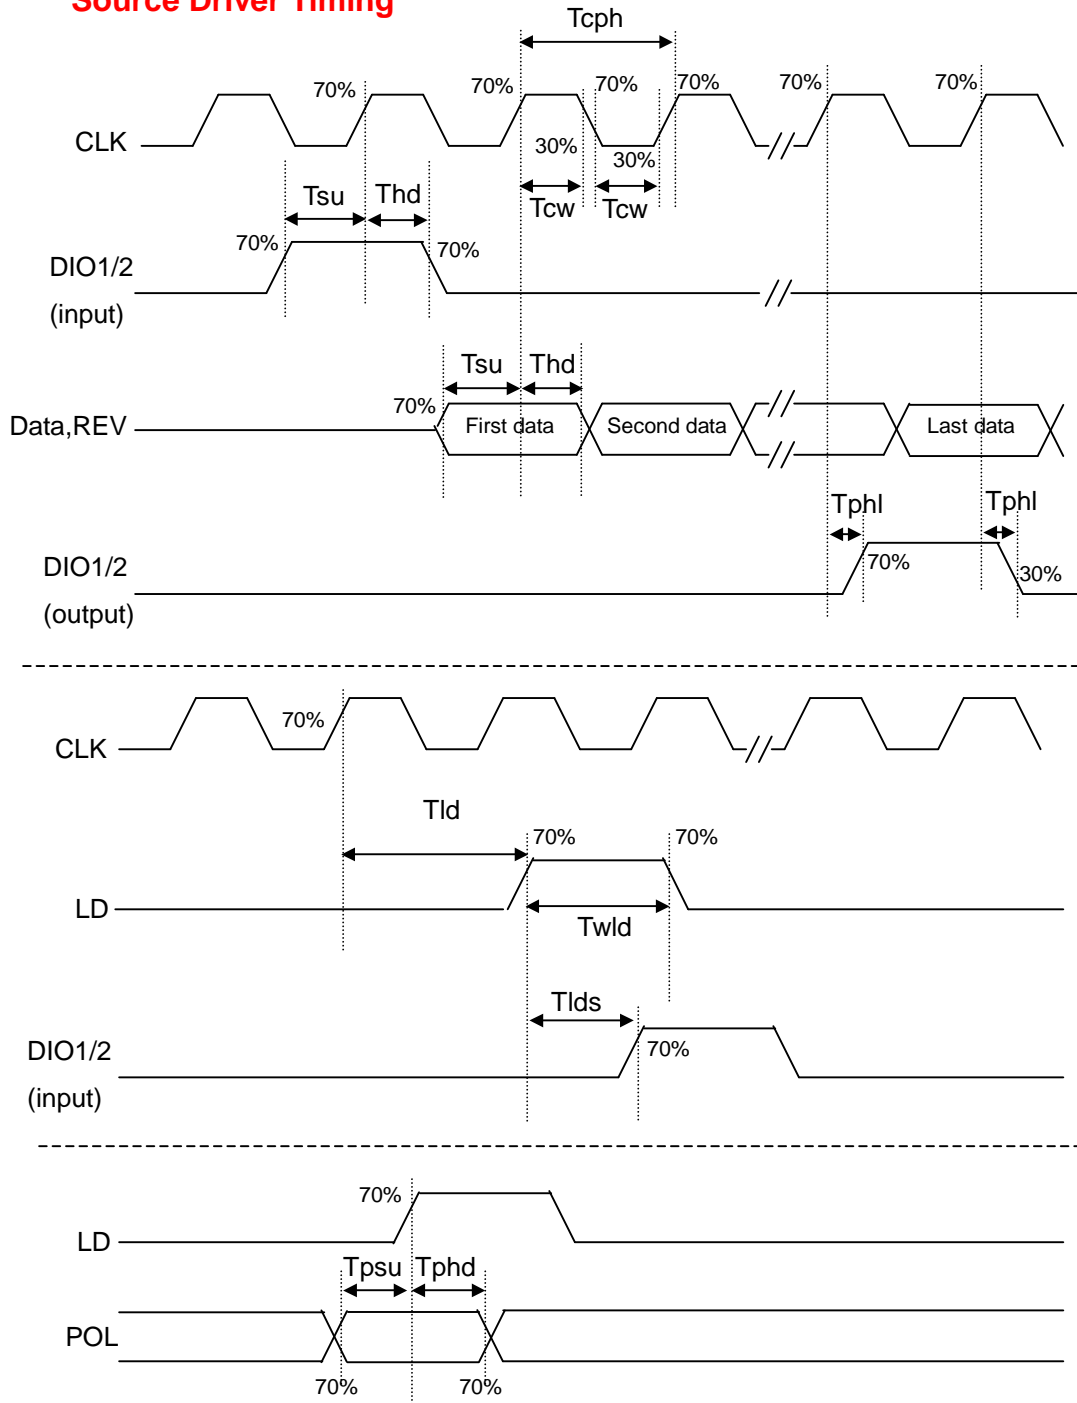 Source Driver Timing
Tcph
70% 70% 70% 70% 70% 70%
CLK
30% 30%
Tsu Thd Tcw Tcw
70% 70%
DIO1/2
(input)
Tsu Thd
70%
Data,REV First data Second data Last data
Tphl Tphl
DIO1/2 70% 30%
(output)
70%
CLK
Tld
70% 70%
LD
Twld
Tlds
DIO1/2 70%
(input)
70%
LD
Tpsu Tphd
POL
70% 70%